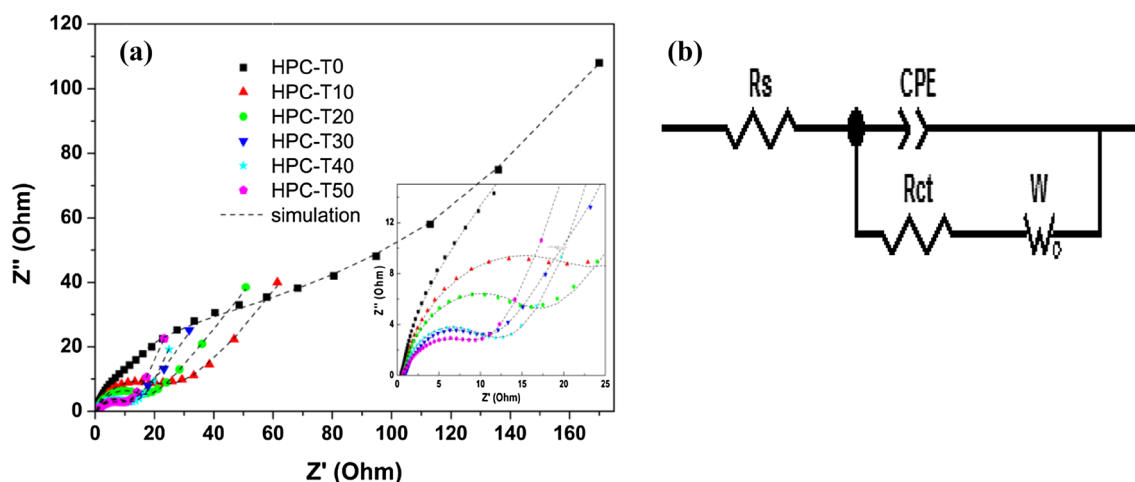 (a)
120
100
80
60
40
20
0
Z'' (Ohm)
HPC-T0
HPC-T10
HPC-T20
HPC-T30
HPC-T40
HPC-T50
simulation
12
8
4
0
Z'' (Ohm)
0 5 10 15 20 25
Z' (Ohm)
0 20 40 60 80 100 120 140 160
Z' (Ohm)
(b)
Rs CPE
Rct W
o